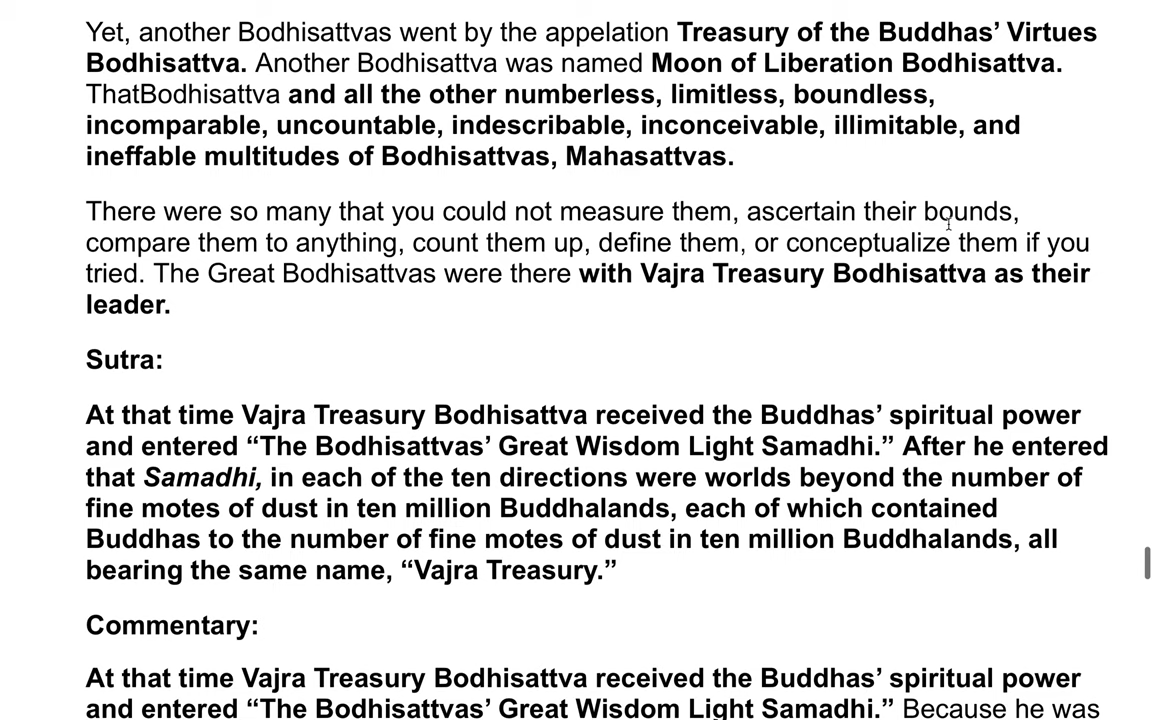 Yet, another Bodhisattvas went by the appelation Treasury of the Buddhas’ Virtues
Bodhisattva. Another Bodhisattva was named Moon of Liberation Bodhisattva.
ThatBodhisattva and all the other numberless, limitless, boundless,
incomparable, uncountable, indescribable, inconceivable, illimitable, and
ineffable multitudes of Bodhisattvas, Mahasattvas.
There were so many that you could not measure them, ascertain their bounds,
compare them to anything, count them up, define them, or conceptualize them if you
tried. The Great Bodhisattvas were there with Vajra Treasury Bodhisattva as their
leader.
Sutra:
At that time Vajra Treasury Bodhisattva received the Buddhas’ spiritual power
and entered “The Bodhisattvas’ Great Wisdom Light Samadhi.” After he entered
that Samadhi, in each of the ten directions were worlds beyond the number of
fine motes of dust in ten million Buddhalands, each of which contained
Buddhas to the number of fine motes of dust in ten million Buddhalands, all
bearing the same name, “Vajra Treasury.”
Commentary:
At that time Vajra Treasury Bodhisattva received the Buddhas’ spiritual power
and entered “The Bodhisattvas’ Great Wisdom Light Samadhi.” Because he was